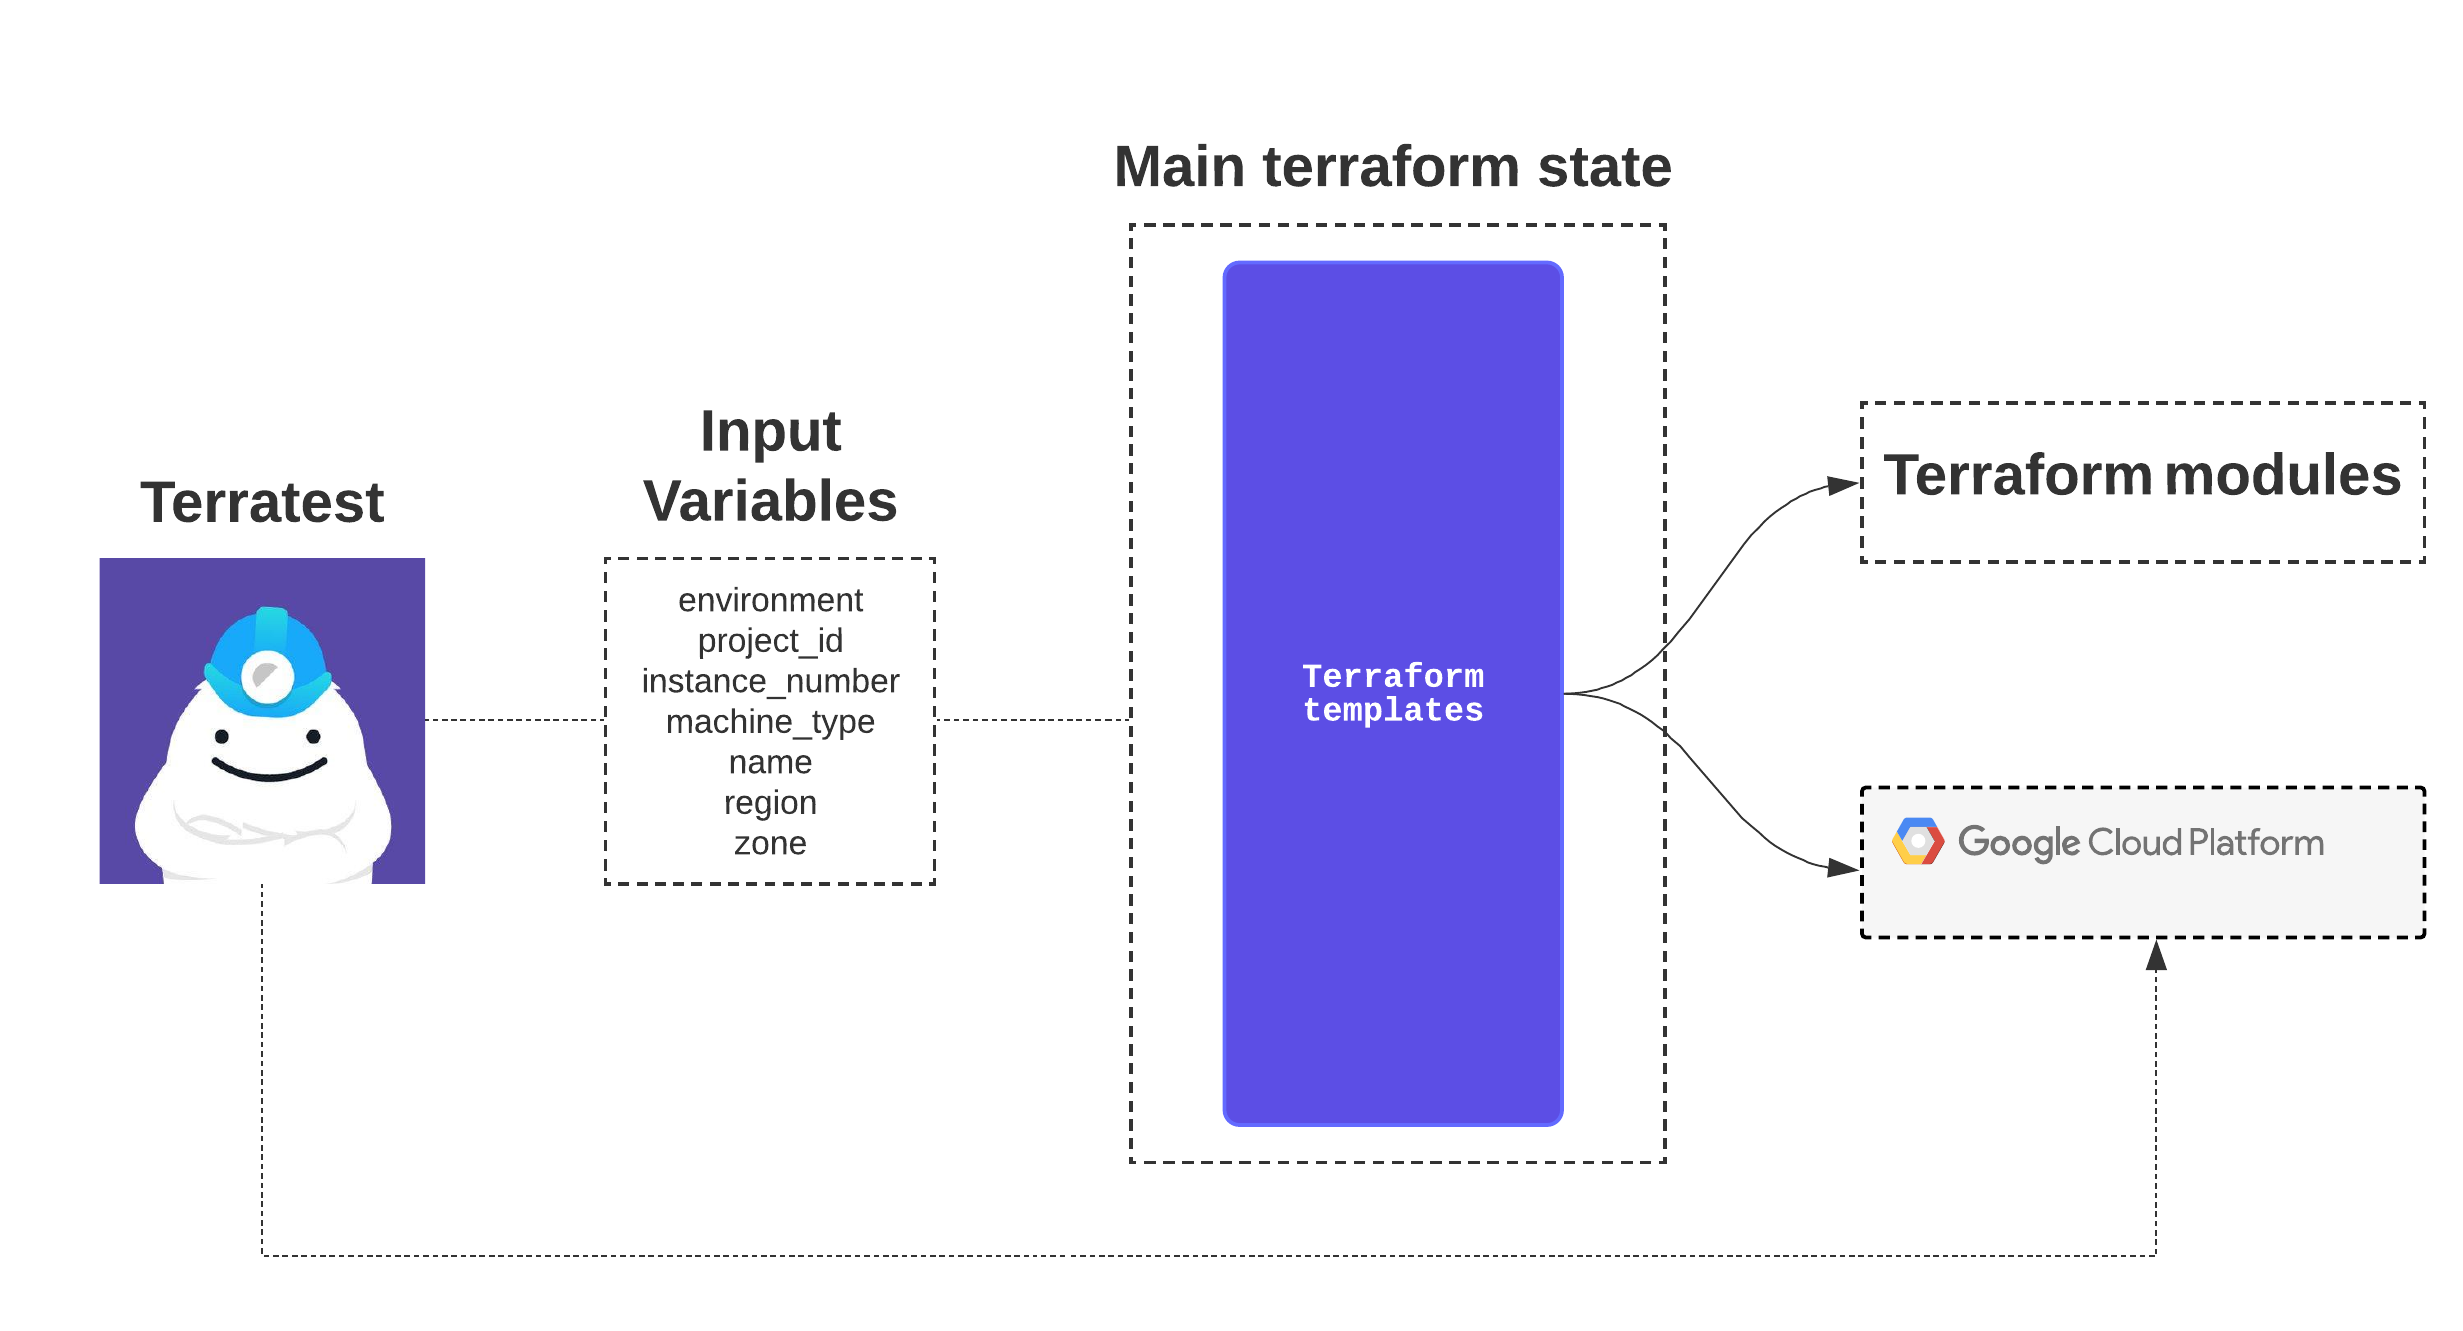 Main terraform state
Input
Variables
Terratest
environment
project_id
instance_number
machine_type
name
region
zone
Terraform
templates
Terraform modules
Google Cloud Platform